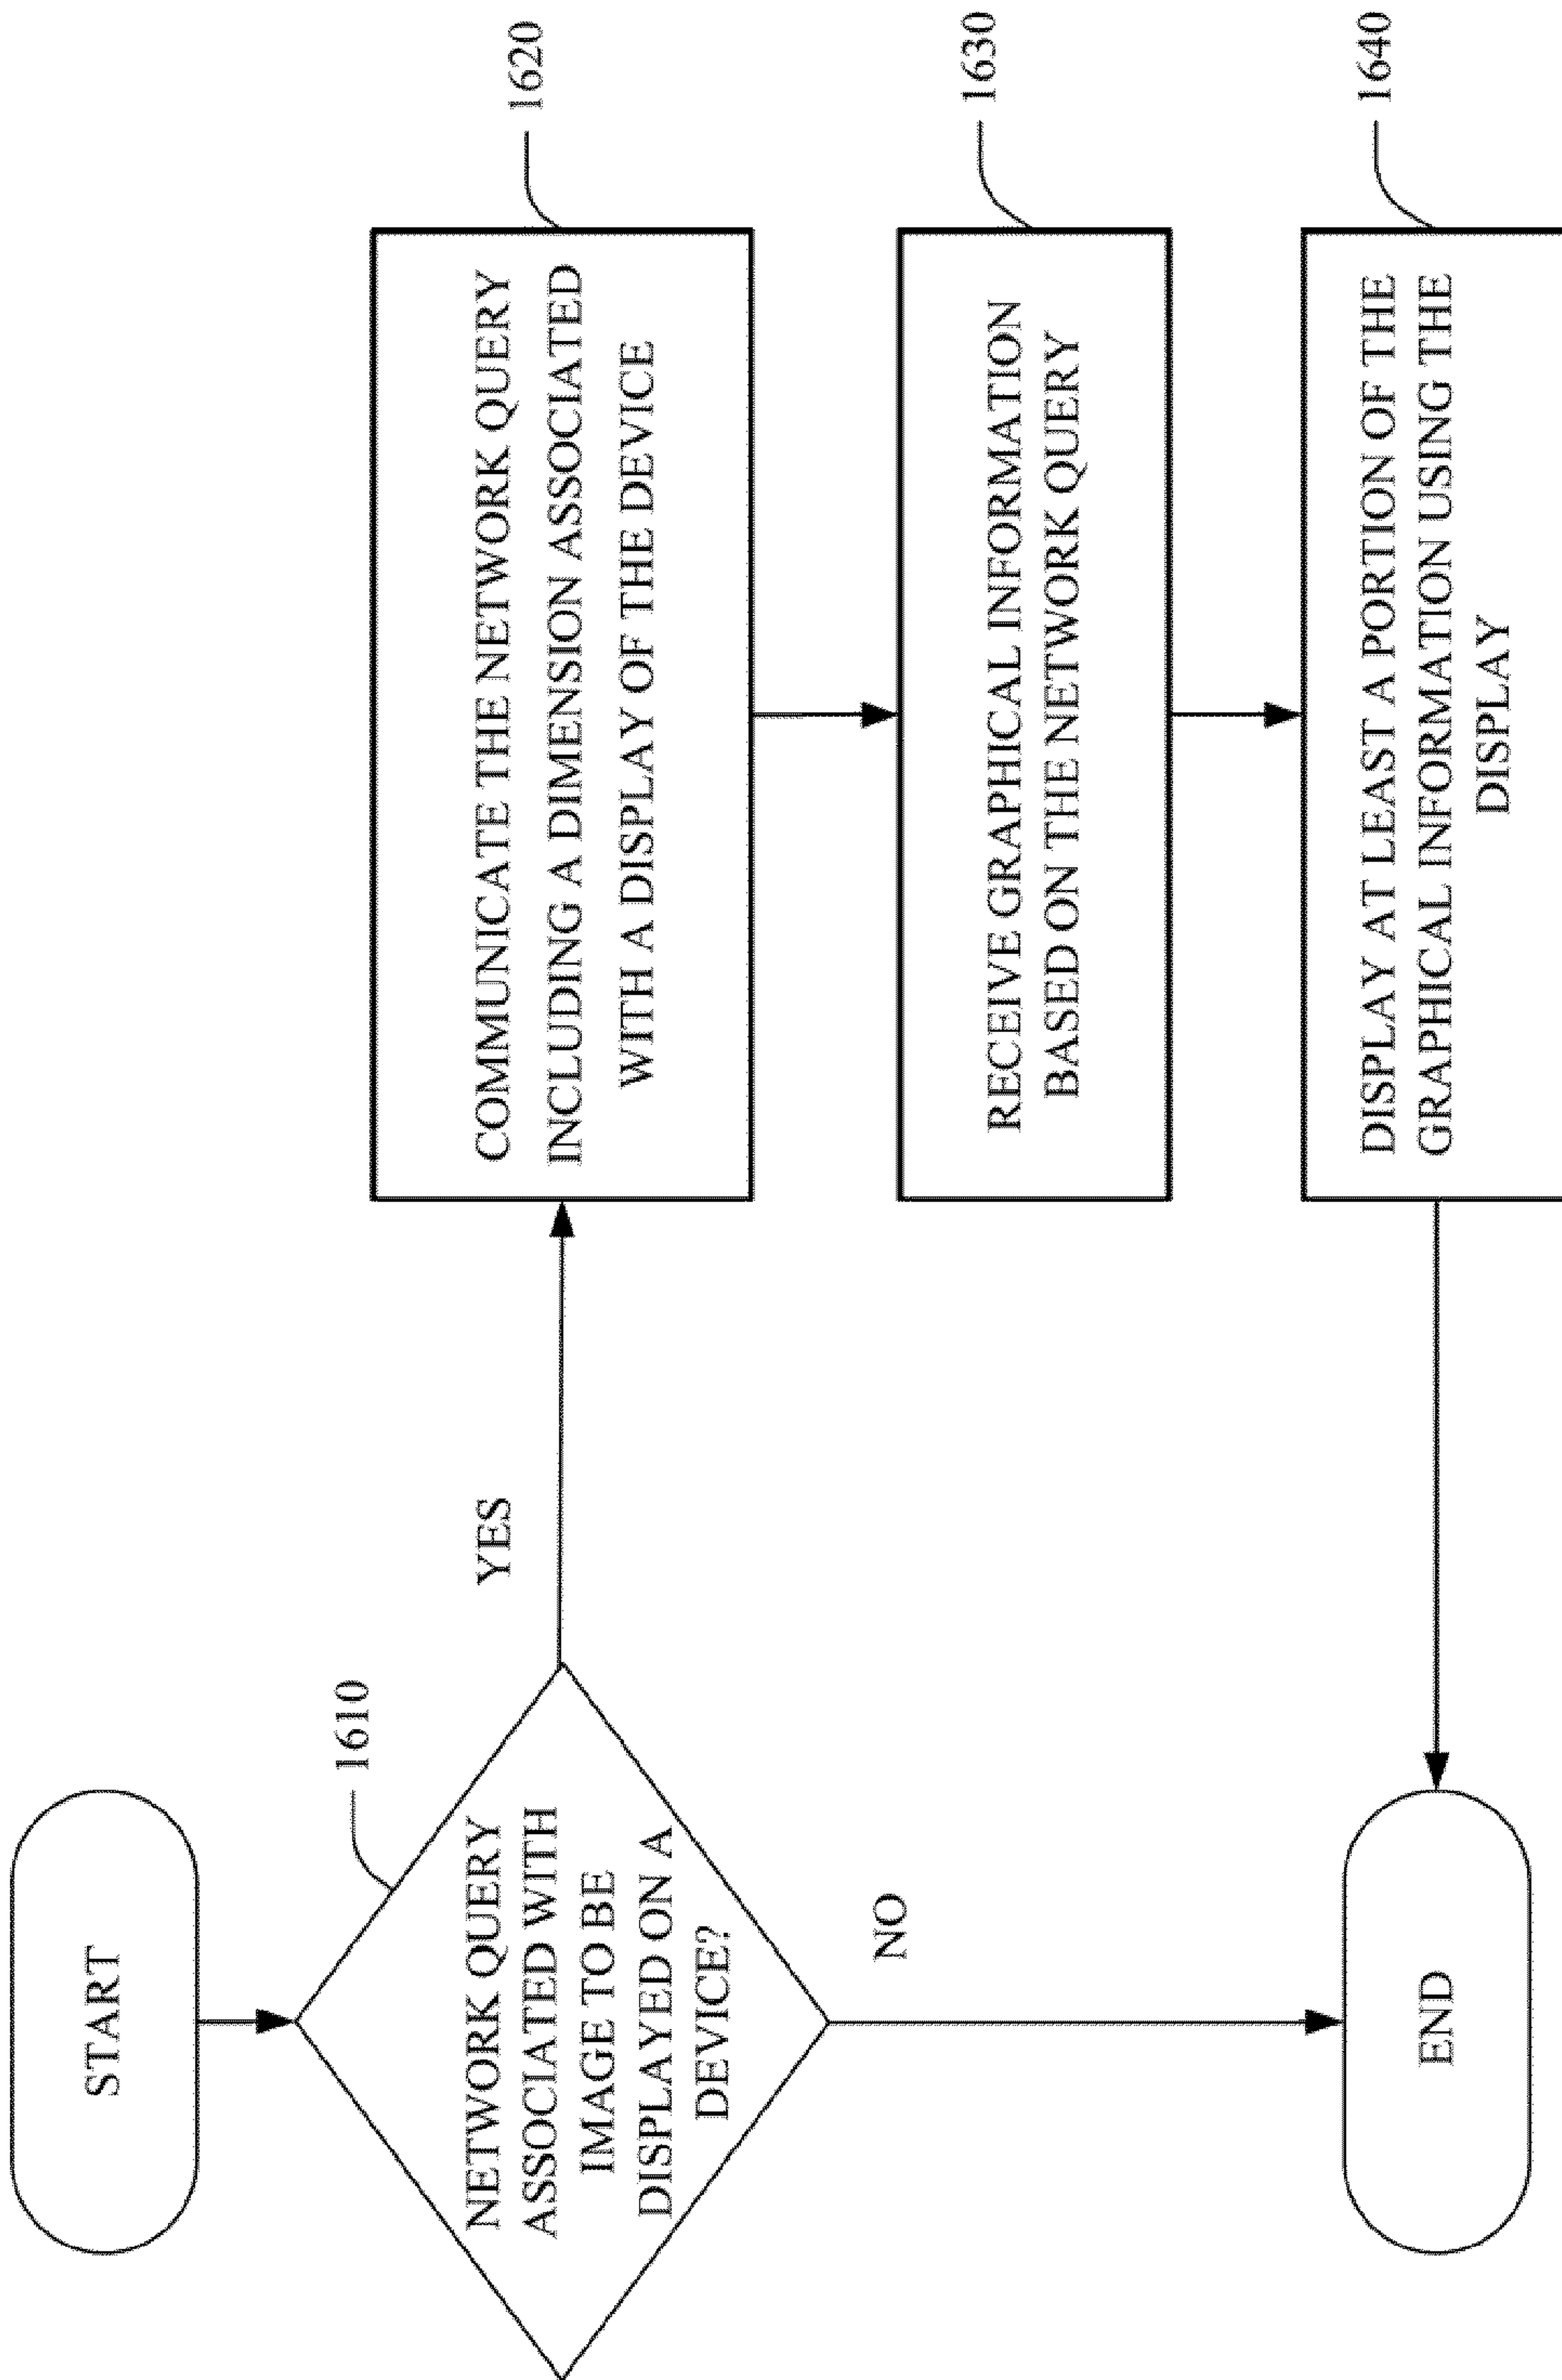 START
1610
NETWORK QUERY
ASSOCIATED WITH
IMAGE TO BE
DISPLAYED ON A
DEVICE?
YES
NO
1620
COMMUNICATE THE NETWORK QUERY
INCLUDING A DIMENSION ASSOCIATED
WITH A DISPLAY OF THE DEVICE
1630
RECEIVE GRAPHICAL INFORMATION
BASED ON THE NETWORK QUERY
1640
DISPLAY AT LEAST A PORTION OF THE
GRAPHICAL INFORMATION USING THE
DISPLAY
END